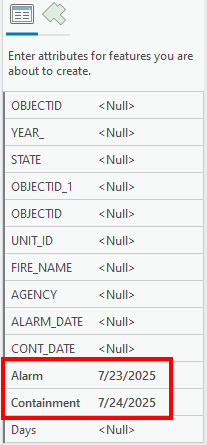 Enter attributes for features you are
about to create.
OBJECTID <Null>
YEAR_ <Null>
STATE <Null>
OBJECTID_1 <Null>
OBJECTID <Null>
UNIT_ID <Null>
FIRE_NAME <Null>
AGENCY <Null>
ALARM_DATE <Null>
CONT_DATE <Null>
Alarm 7/23/2025
Containment 7/24/2025
Days <Null>